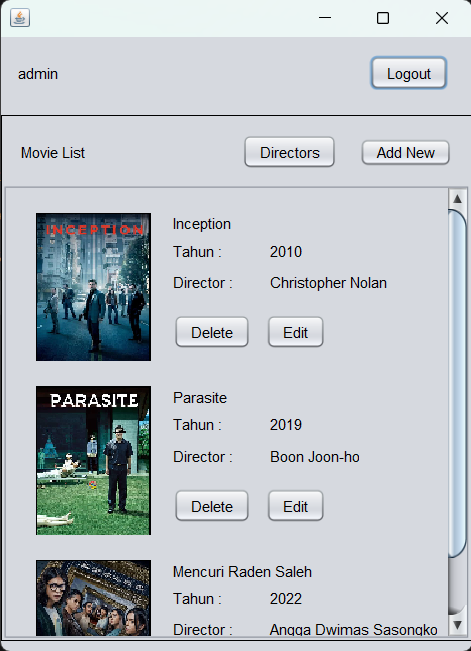 admin
Logout
Movie List
Directors
Add New
INCEPTION
Inception
Tahun : 2010
Director : Christopher Nolan
Delete
Edit
PARASITE
Parasite
Tahun : 2019
Director : Boon Joon-ho
Delete
Edit
Mencuri Raden Saleh
Tahun : 2022
Director : Angga Dwimas Sasongko